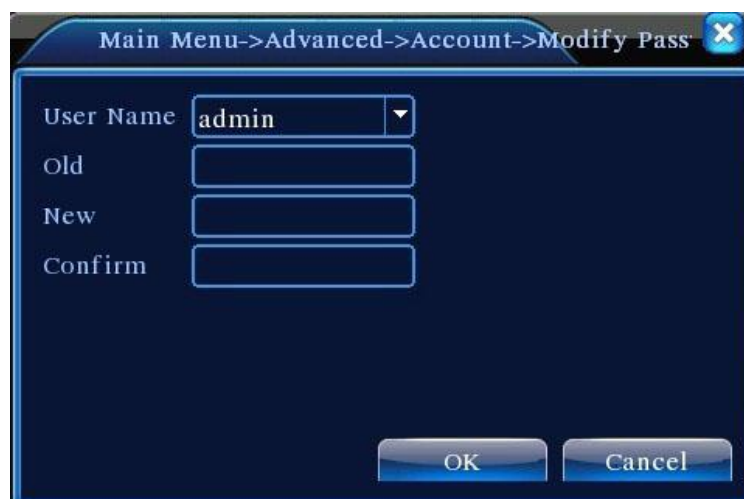 Main Menu->Advanced->Account->Modify Pass
User Name admin
Old
New
Confirm
OK Cancel